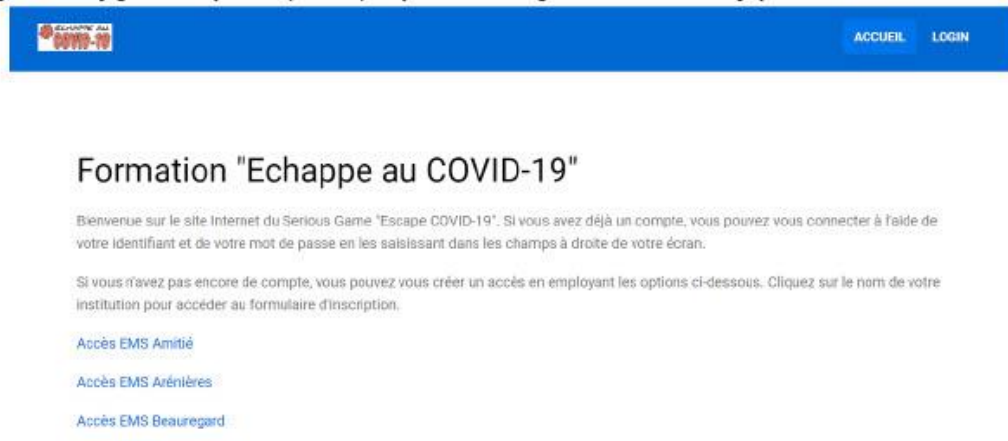 ECHAPPE AU
COVID-19
ACCUEIL LOGIN
Formation "Echappe au COVID-19"
Bienvenue sur le site Internet du Serious Game "Escape COVID-19". Si vous avez déjà un compte, vous pouvez vous connecter à l'aide de
votre identifiant et de votre mot de passe en les saisissant dans les champs à droite de votre écran.
Si vous n'avez pas encore de compte, vous pouvez vous créer un accès en employant les options ci-dessous. Cliquez sur le nom de votre
institution pour accéder au formulaire d'inscription.
Accès EMS Amitié
Accès EMS Arénières
Accès EMS Beauregard